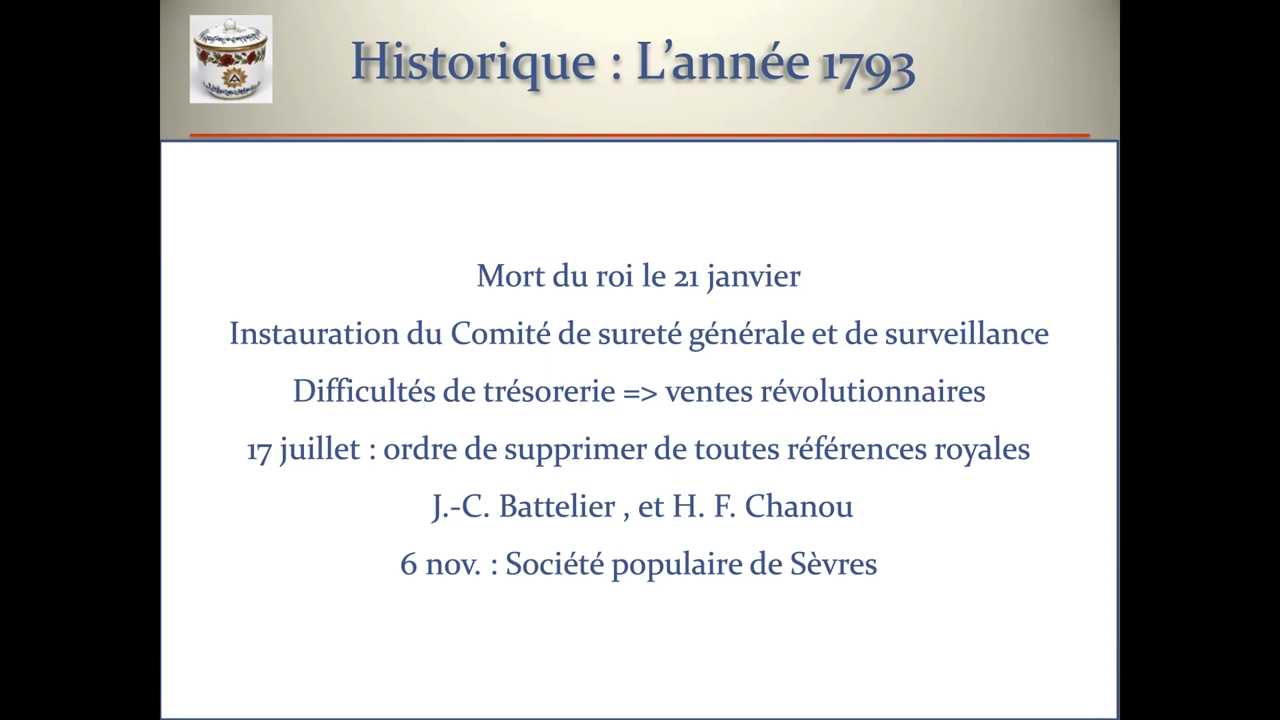 Historique : L’année 1793
Mort du roi le 21 janvier
Instauration du Comité de sureté générale et de surveillance
Difficultés de trésorerie => ventes révolutionnaires
17 juillet : ordre de supprimer de toutes références royales
J.-C. Battelier , et H. F. Chanou
6 nov. : Société populaire de Sèvres